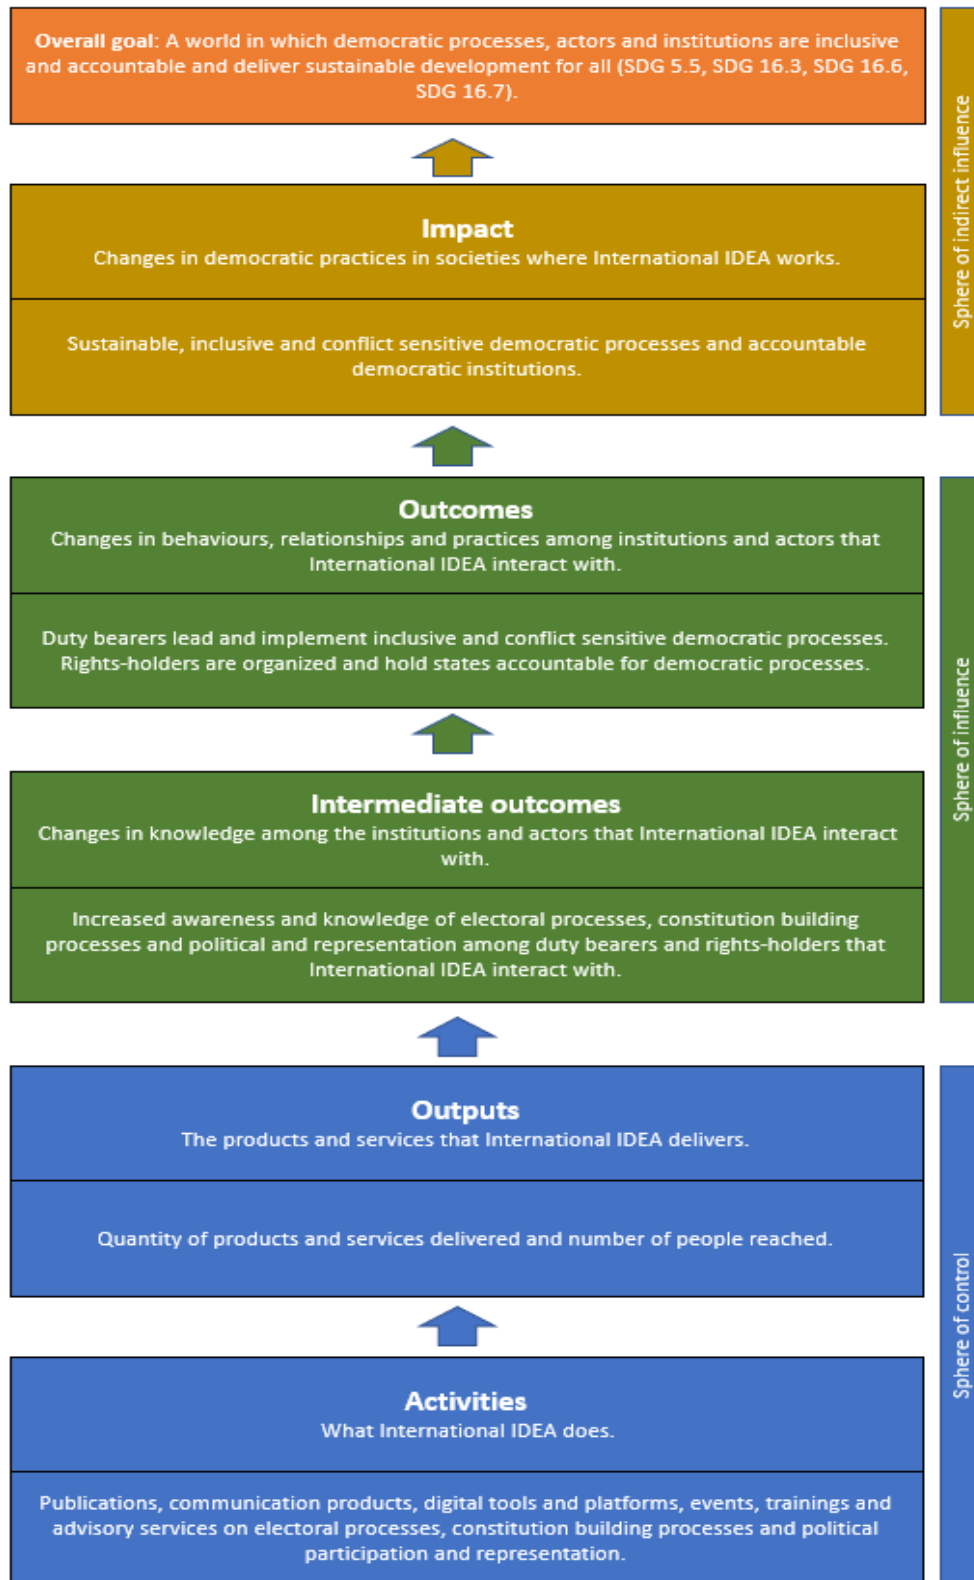 Overall goal: A world in which democratic processes, actors and institutions are inclusive
and accountable and deliver sustainable development for all (SDG 5.5, SDG 16.3, SDG 16.6,
SDG 16.7).
Sphere of indirect influence
Impact
Changes in democratic practices in societies where International IDEA works.
Sustainable, inclusive and conflict sensitive democratic processes and accountable
democratic institutions.
Outcomes
Changes in behaviours, relationships and practices among institutions and actors that
International IDEA interact with.
Duty bearers lead and implement inclusive and conflict sensitive democratic processes.
Rights-holders are organized and hold states accountable for democratic processes.
Sphere of influence
Intermediate outcomes
Changes in knowledge among the institutions and actors that International IDEA interact
with.
Increased awareness and knowledge of electoral processes, constitution building
processes and political and representation among duty bearers and rights-holders that
International IDEA interact with.
Outputs
The products and services that International IDEA delivers.
Quantity of products and services delivered and number of people reached.
Sphere of control
Activities
What International IDEA does.
Publications, communication products, digital tools and platforms, events, trainings and
advisory services on electoral processes, constitution building processes and political
participation and representation.